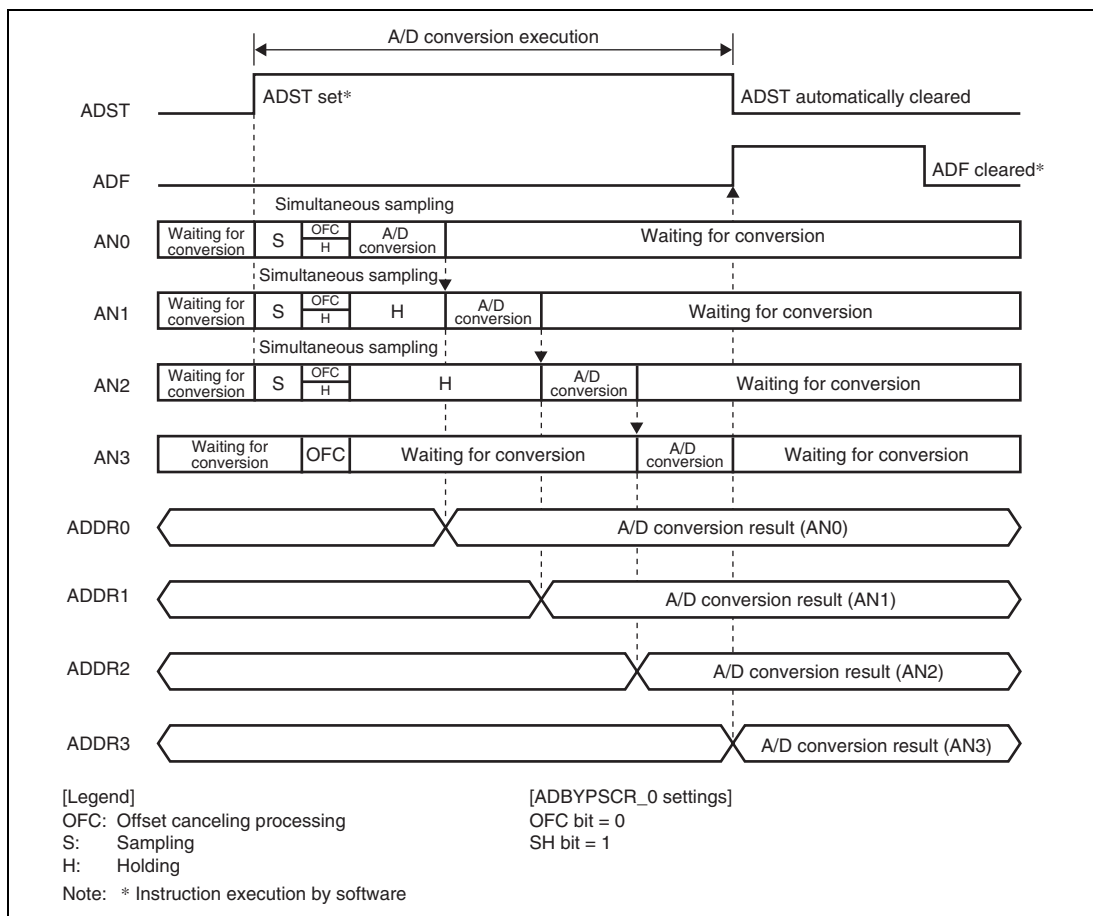 A/D conversion execution
ADST
ADST set*
ADST automatically cleared
ADF
ADF cleared*
Simultaneous sampling
AN0
Waiting for
conversion
S
OFC
H
A/D
conversion
Waiting for conversion
Simultaneous sampling
AN1
Waiting for
conversion
S
OFC
H
H
A/D
conversion
Waiting for conversion
Simultaneous sampling
AN2
Waiting for
conversion
S
OFC
H
H
A/D
conversion
Waiting for conversion
AN3
Waiting for
conversion
OFC
Waiting for conversion
A/D
conversion
Waiting for conversion
ADDR0
A/D conversion result (AN0)
ADDR1
A/D conversion result (AN1)
ADDR2
A/D conversion result (AN2)
ADDR3
A/D conversion result (AN3)
[Legend]
OFC: Offset canceling processing
S: Sampling
H: Holding
[ADBYPSCR_0 settings]
OFC bit = 0
SH bit = 1
Note: * Instruction execution by software